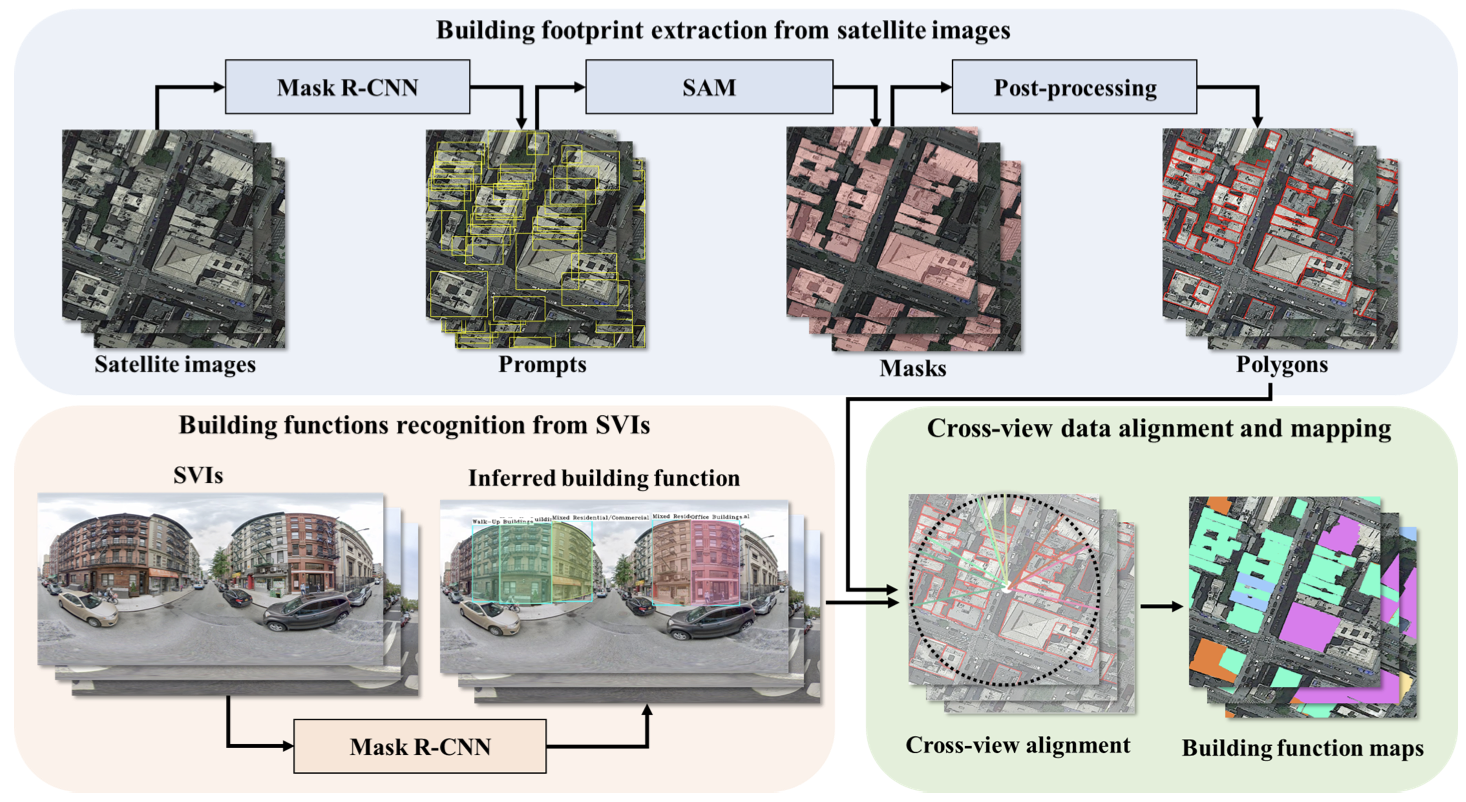 Building footprint extraction from satellite images
Mask R-CNN
SAM
Post-processing
Satellite images
Prompts
Masks
Polygons
Building functions recognition from SVIs
SVIs
Inferred building function
Walk-Up Buildings
Mixed Residential/Commercial
Office Buildings
Mask R-CNN
Cross-view data alignment and mapping
Cross-view alignment
Building function maps